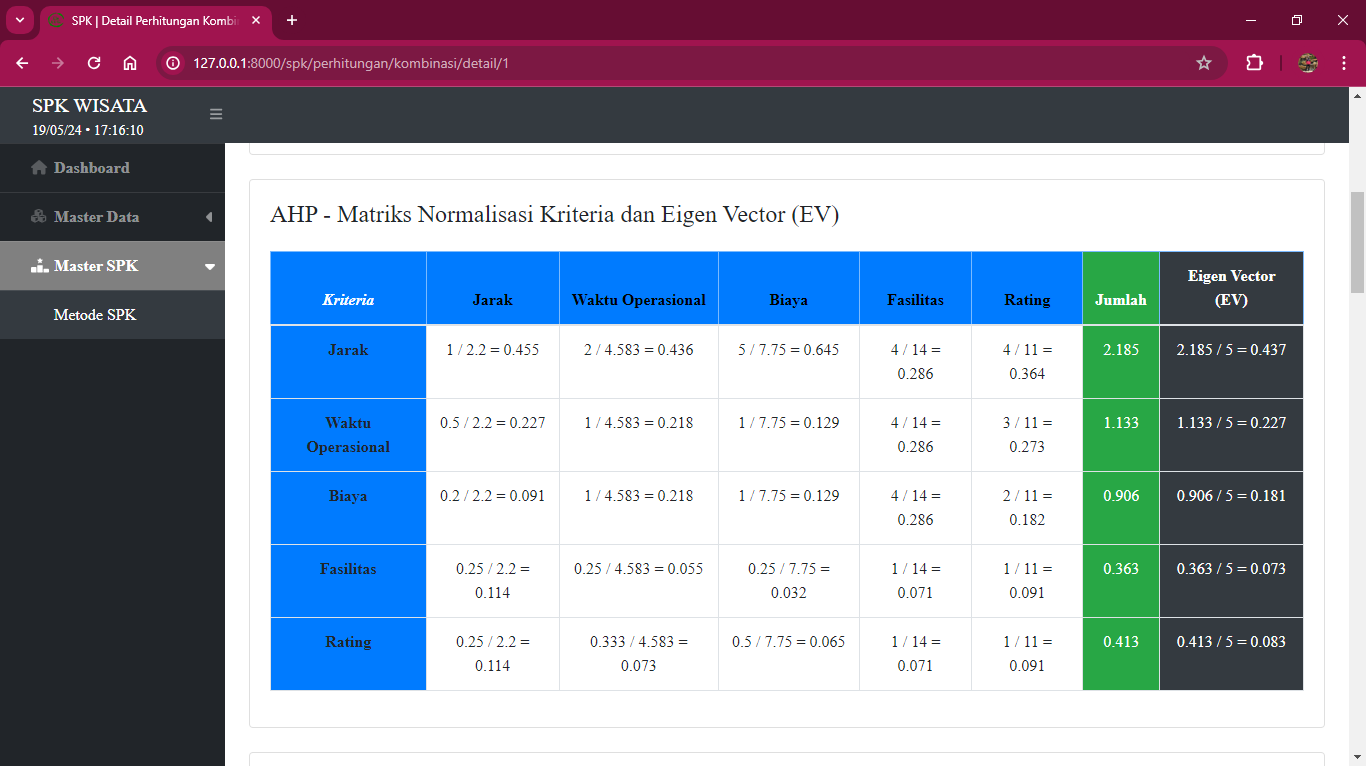 SPK | Detail Perhitungan Kombi
127.0.0.1:8000/spk/perhitungan/kombinasi/detail/1
SPK WISATA
19/05/24 • 17:16:10
Dashboard
Master Data
Master SPK
Metode SPK
AHP - Matriks Normalisasi Kriteria dan Eigen Vector (EV)
Kriteria Jarak Waktu Operasional Biaya Fasilitas Rating Jumlah Eigen Vector (EV)
Jarak 1 / 2.2 = 0.455 2 / 4.583 = 0.436 5 / 7.75 = 0.645 4 / 14 = 0.286 4 / 11 = 0.364 2.185 2.185 / 5 = 0.437
Waktu Operasional 0.5 / 2.2 = 0.227 1 / 4.583 = 0.218 1 / 7.75 = 0.129 4 / 14 = 0.286 3 / 11 = 0.273 1.133 1.133 / 5 = 0.227
Biaya 0.2 / 2.2 = 0.091 1 / 4.583 = 0.218 1 / 7.75 = 0.129 4 / 14 = 0.286 2 / 11 = 0.182 0.906 0.906 / 5 = 0.181
Fasilitas 0.25 / 2.2 = 0.114 0.25 / 4.583 = 0.055 0.25 / 7.75 = 0.032 1 / 14 = 0.071 1 / 11 = 0.091 0.363 0.363 / 5 = 0.073
Rating 0.25 / 2.2 = 0.114 0.333 / 4.583 = 0.073 0.5 / 7.75 = 0.065 1 / 14 = 0.071 1 / 11 = 0.091 0.413 0.413 / 5 = 0.083